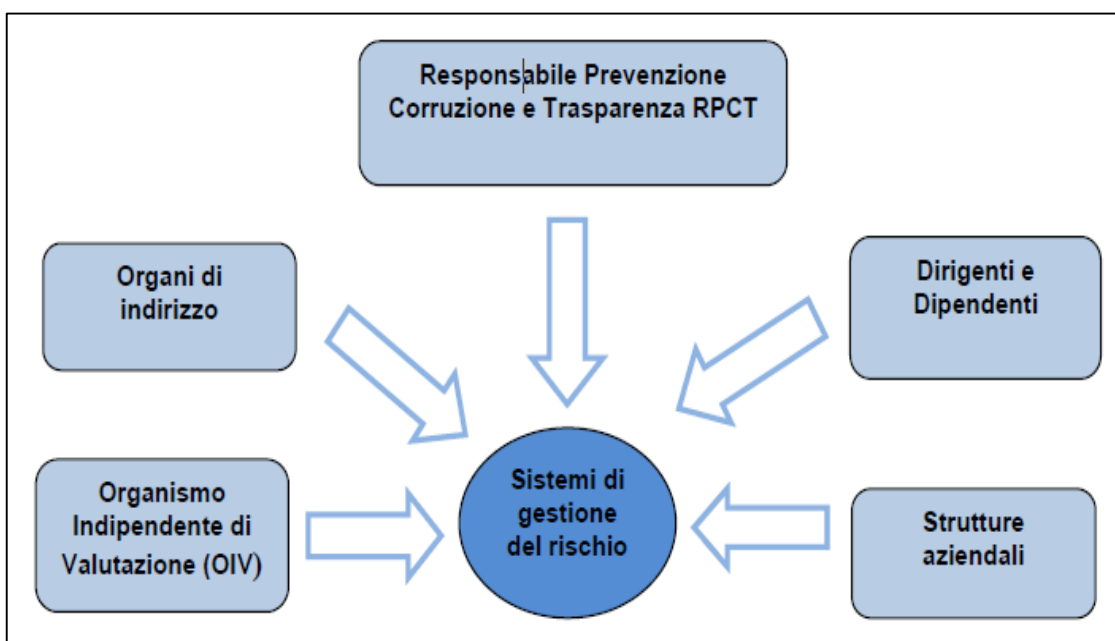 Responsabile Prevenzione
Corruzione e Trasparenza RPCT
Organi di
indirizzo
Dirigenti e
Dipendenti
Organismo
Indipendente di
Valutazione (OIV)
Sistemi di
gestione
del rischio
Strutture
aziendali